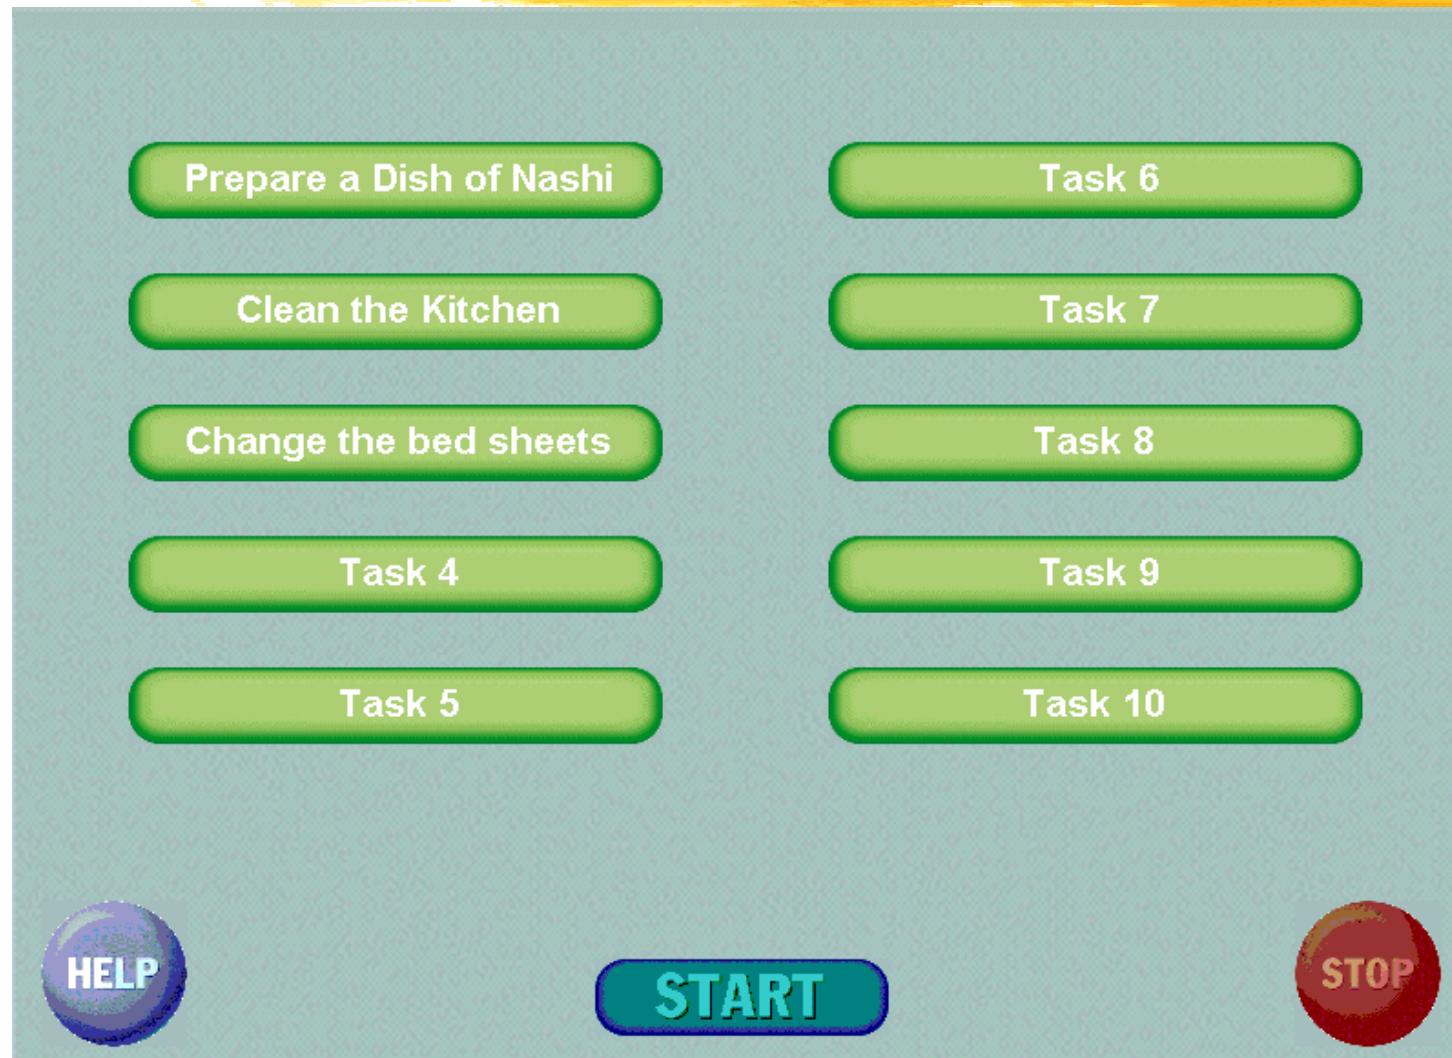 Prepare a Dish of Nashi
Clean the Kitchen
Change the bed sheets
Task 4
Task 5
Task 6
Task 7
Task 8
Task 9
Task 10
HELP
START
STOP